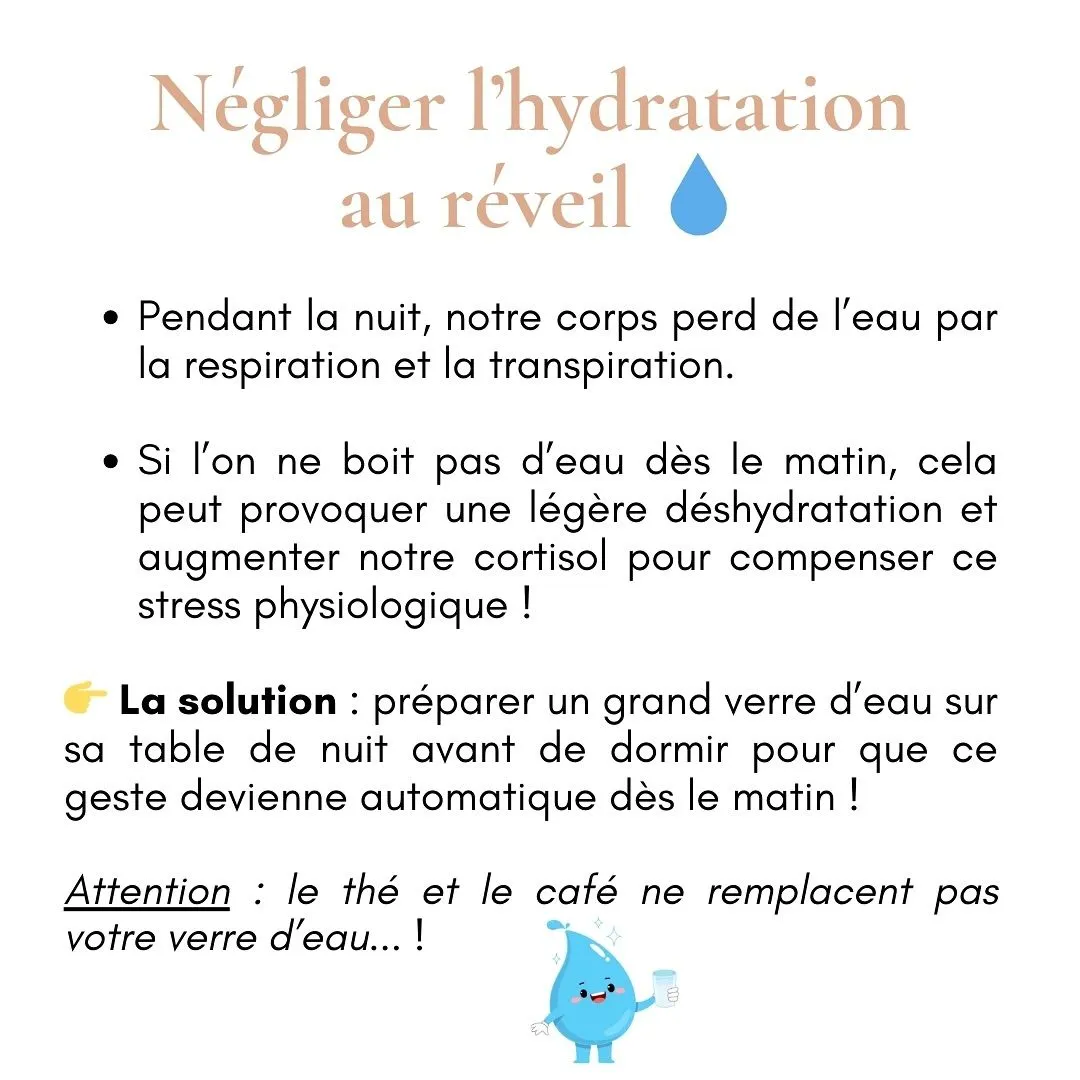 Négliger l’hydratation
au réveil 💧
• Pendant la nuit, notre corps perd de l’eau par
la respiration et la transpiration.
• Si l’on ne boit pas d’eau dès le matin, cela
peut provoquer une légère déshydratation et
augmenter notre cortisol pour compenser ce
stress physiologique !
👉 La solution : préparer un grand verre d’eau sur
sa table de nuit avant de dormir pour que ce
geste devienne automatique dès le matin !
Attention : le thé et le café ne remplacent pas
votre verre d’eau... !